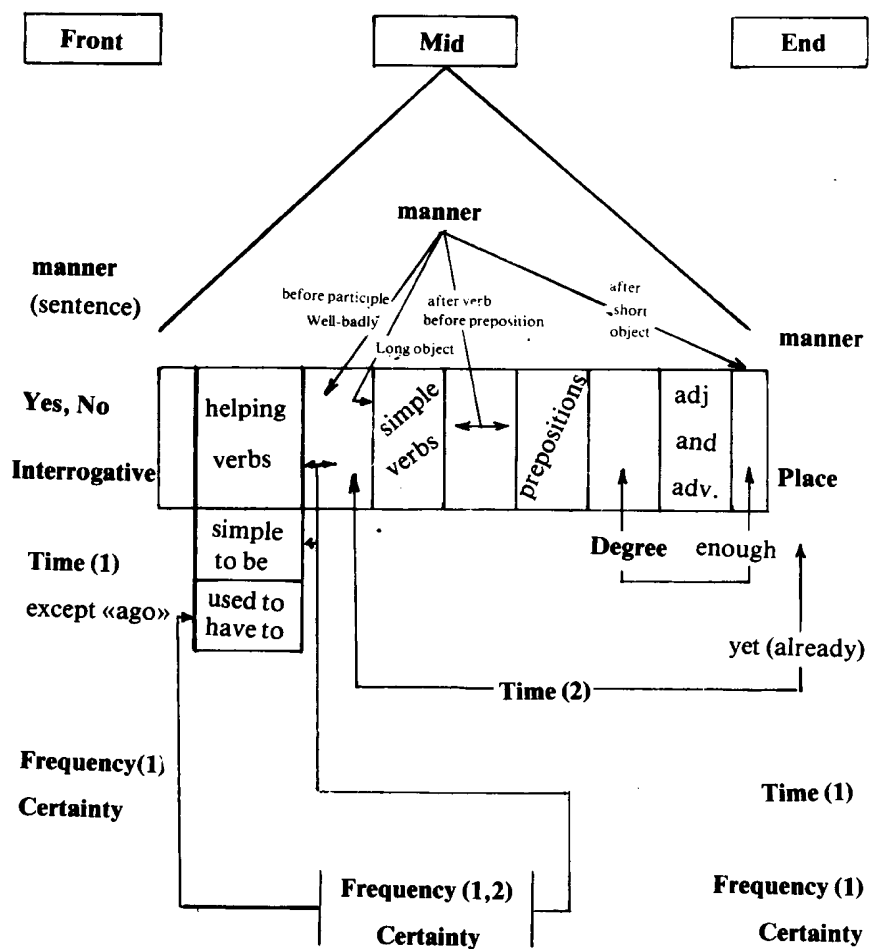 Front Mid End
manner
manner
(sentence)
before participle
Well-badly
Long object
after verb
before preposition
after
short
object
manner
Yes, No
Interrogative
helping
verbs
simple
verbs
prepositions
adj
and
adv.
Place
simple
to be
used to
have to
Degree enough
Time (1)
except «ago»
yet (already)
Time (2)
Frequency(1)
Certainty
Time (1)
Frequency (1,2)
Certainty
Frequency (1)
Certainty